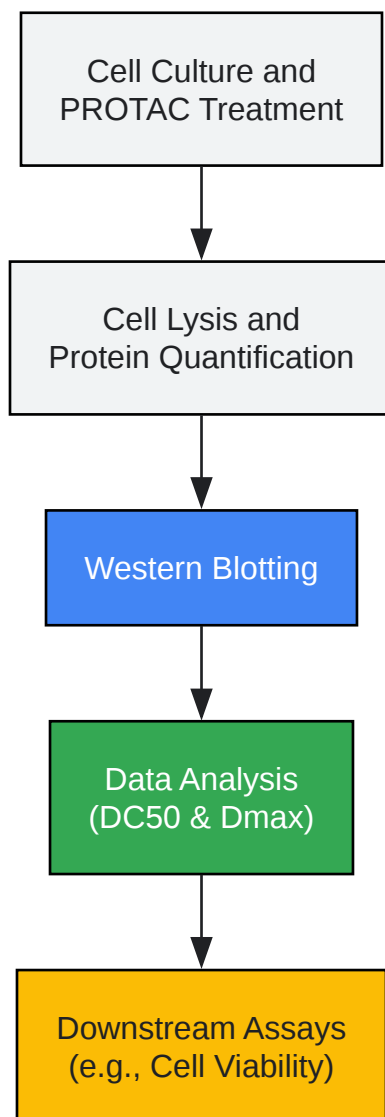 Cell Culture and
PROTAC Treatment
Cell Lysis and
Protein Quantification
Western Blotting
Data Analysis
(DC50 & Dmax)
Downstream Assays
(e.g., Cell Viability)